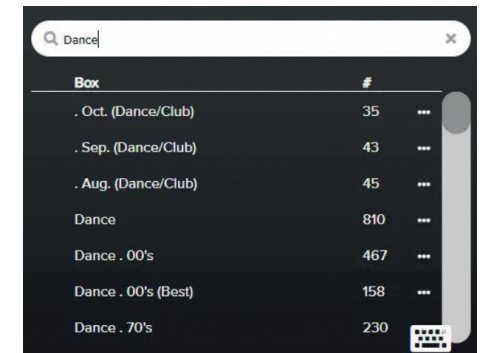 Dance
Box #
. Oct. (Dance/Club) 35 •••
. Sep. (Dance/Club) 43 •••
. Aug. (Dance/Club) 45 •••
Dance 810 •••
Dance . 00's 467 •••
Dance . 00's (Best) 158 •••
Dance . 70's 230